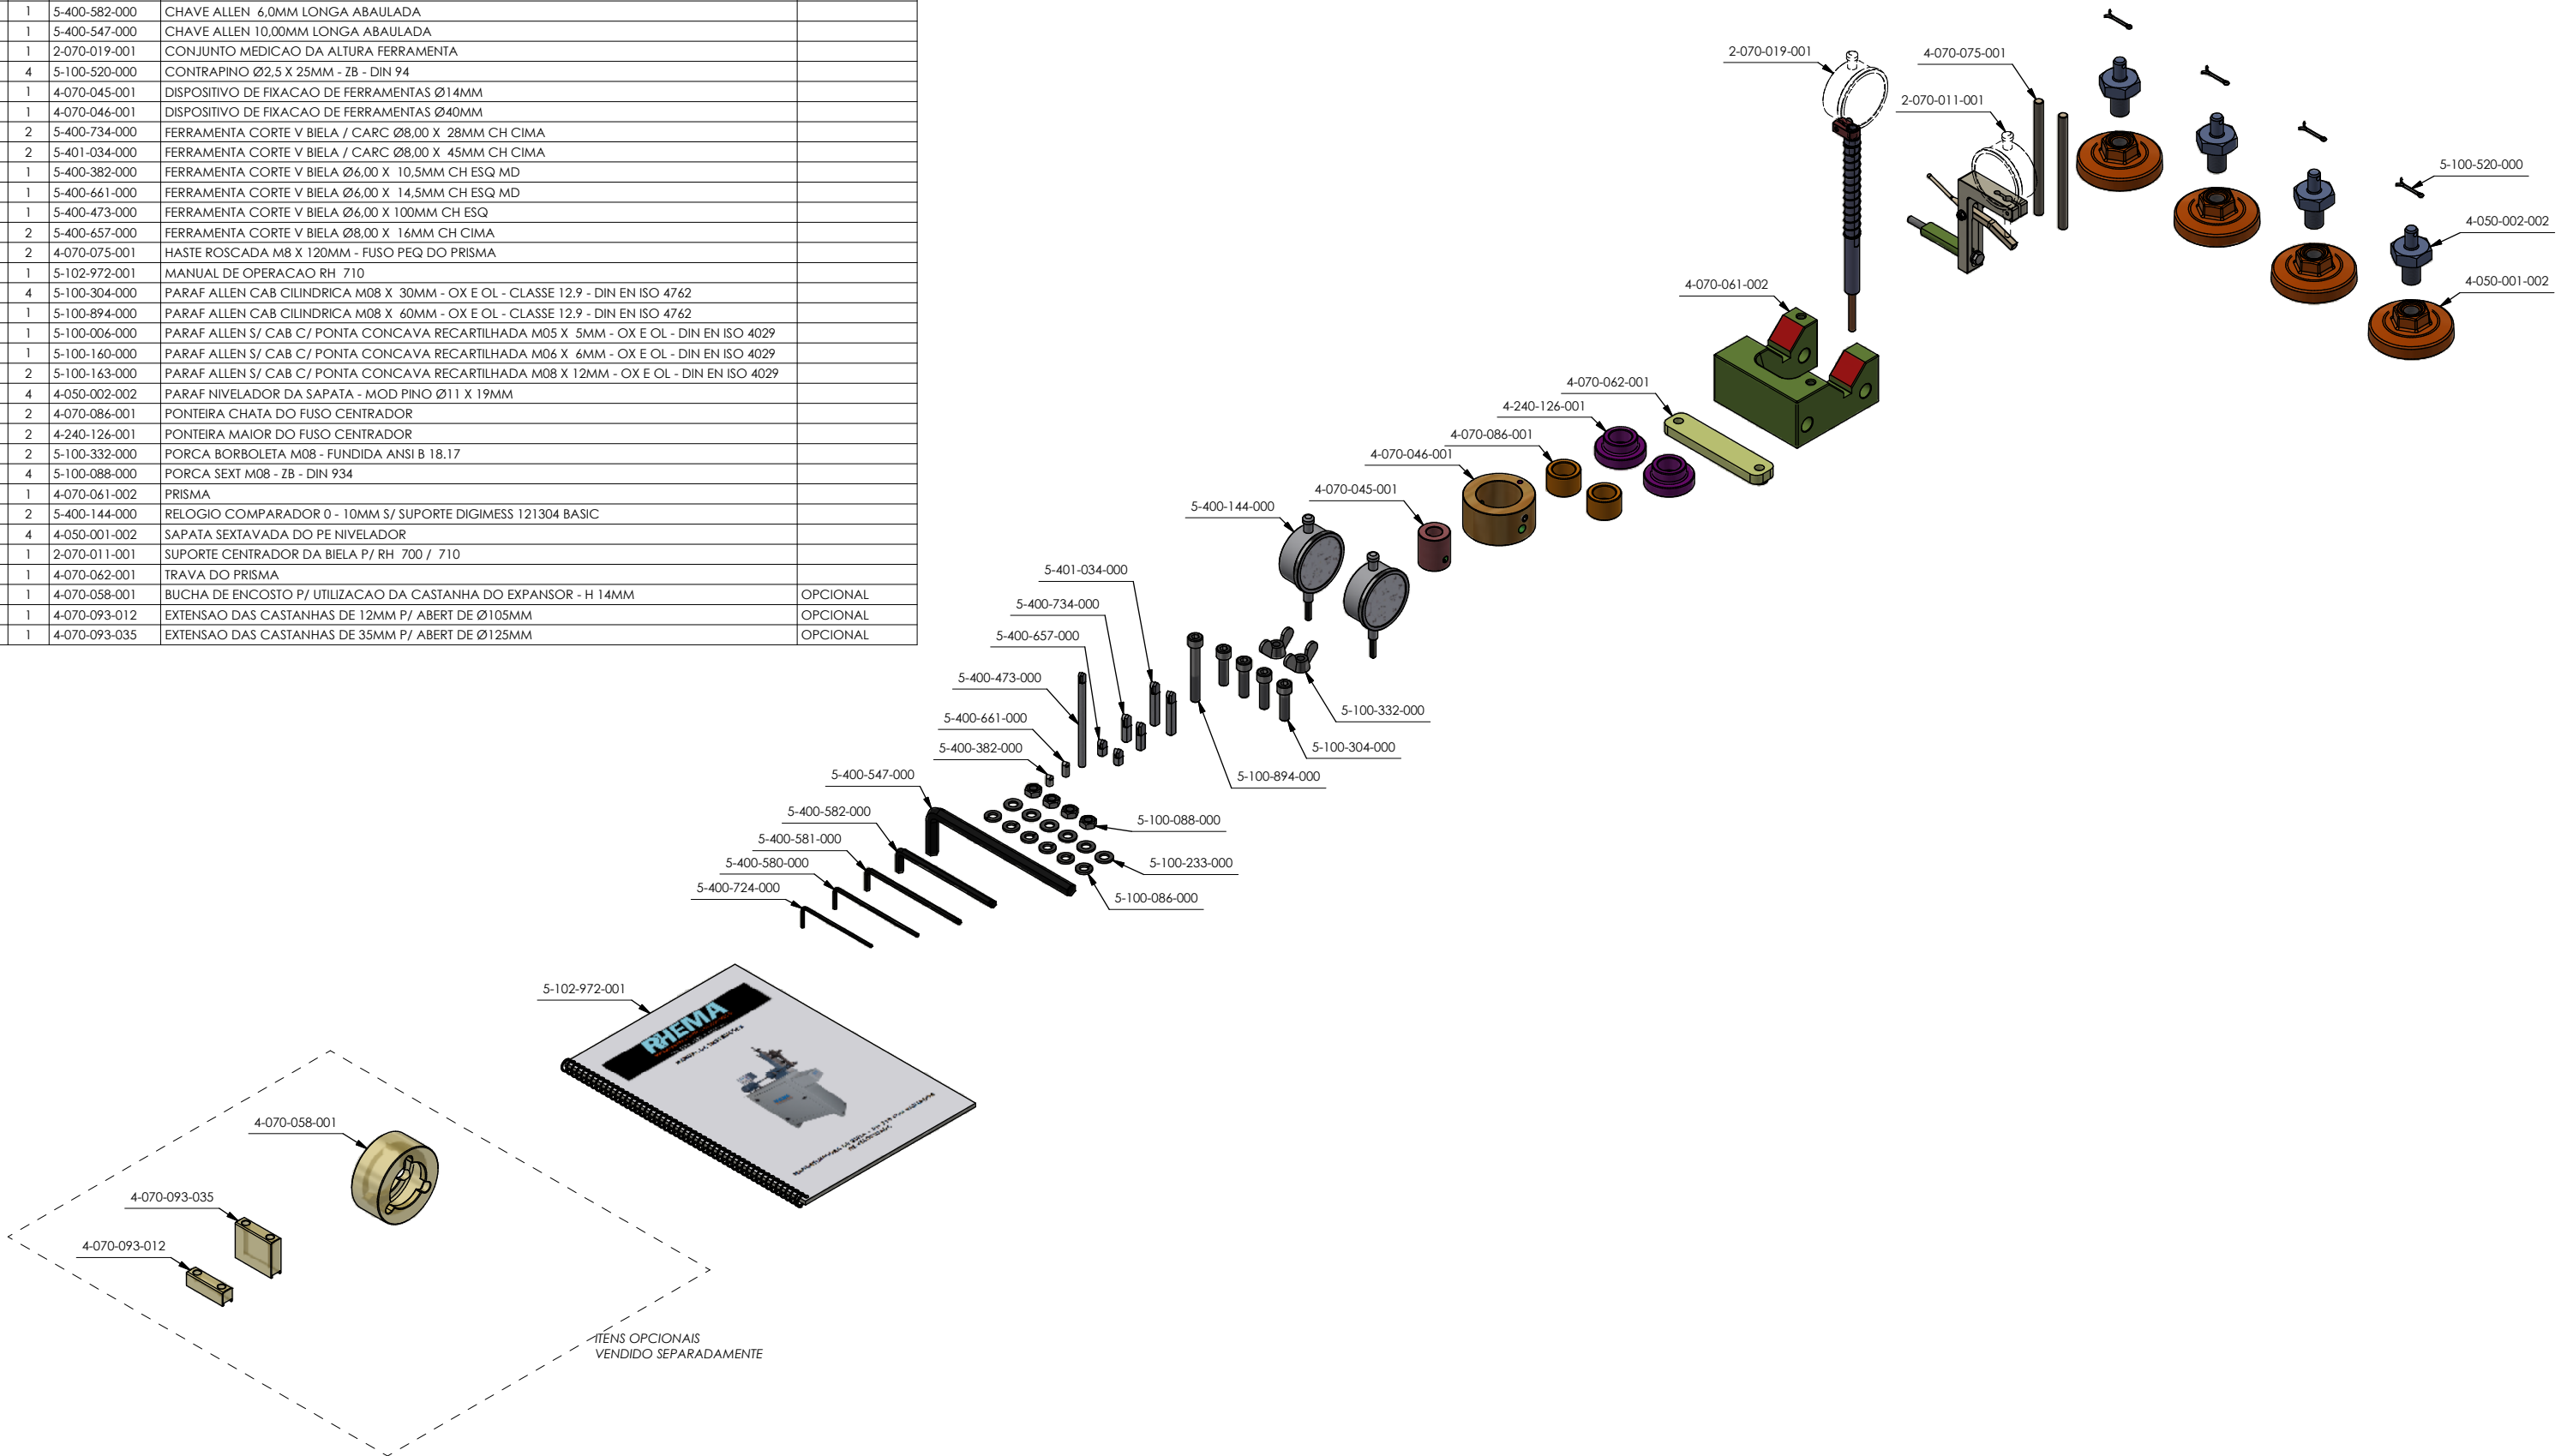 1 5-400-582-000 CHAVE ALLEN 6,0MM LONGA ABAULADA
1 5-400-547-000 CHAVE ALLEN 10,00MM LONGA ABAULADA
1 2-070-019-001 CONJUNTO MEDICAO DA ALTURA FERRAMENTA
4 5-100-520-000 CONTRAPINO Ø2,5 X 25MM - ZB - DIN 94
1 4-070-045-001 DISPOSITIVO DE FIXACAO DE FERRAMENTAS Ø14MM
1 4-070-046-001 DISPOSITIVO DE FIXACAO DE FERRAMENTAS Ø40MM
2 5-400-734-000 FERRAMENTA CORTE V BIELA / CARC Ø8,00 X 28MM CH CIMA
2 5-401-034-000 FERRAMENTA CORTE V BIELA / CARC Ø8,00 X 45MM CH CIMA
1 5-400-382-000 FERRAMENTA CORTE V BIELA Ø6,00 X 10,5MM CH ESQ MD
1 5-400-661-000 FERRAMENTA CORTE V BIELA Ø6,00 X 14,5MM CH ESQ MD
1 5-400-473-000 FERRAMENTA CORTE V BIELA Ø6,00 X 100MM CH ESQ
2 5-400-657-000 FERRAMENTA CORTE V BIELA Ø8,00 X 16MM CH CIMA
2 4-070-075-001 HASTE ROSCADA M8 X 120MM - FUSO PEQ DO PRISMA
1 5-102-972-001 MANUAL DE OPERACAO RH 710
4 5-100-304-000 PARAF ALLEN CAB CILINDRICA M08 X 30MM - OX E OL - CLASSE 12.9 - DIN EN ISO 4762
1 5-100-894-000 PARAF ALLEN CAB CILINDRICA M08 X 60MM - OX E OL - CLASSE 12.9 - DIN EN ISO 4762
1 5-100-006-000 PARAF ALLEN S/ CAB C/ PONTA CONCAVA RECARTILHADA M05 X 5MM - OX E OL - DIN EN ISO 4029
1 5-100-160-000 PARAF ALLEN S/ CAB C/ PONTA CONCAVA RECARTILHADA M06 X 6MM - OX E OL - DIN EN ISO 4029
2 5-100-163-000 PARAF ALLEN S/ CAB C/ PONTA CONCAVA RECARTILHADA M08 X 12MM - OX E OL - DIN EN ISO 4029
4 4-050-002-002 PARAF NIVELADOR DA SAPATA - MOD PINO Ø11 X 19MM
2 4-070-086-001 PONTEIRA CHATA DO FUSO CENTRADOR
2 4-240-126-001 PONTEIRA MAIOR DO FUSO CENTRADOR
2 5-100-332-000 PORCA BORBOLETA M08 - FUNDIDA ANSI B 18.17
4 5-100-088-000 PORCA SEXT M08 - ZB - DIN 934
1 4-070-061-002 PRISMA
2 5-400-144-000 RELOGIO COMPARADOR 0 - 10MM S/ SUPORTE DIGIMESS 121304 BASIC
4 4-050-001-002 SAPATA SEXTAVADA DO PE NIVELADOR
1 2-070-011-001 SUPORTE CENTRADOR DA BIELA P/ RH 700 / 710
1 4-070-062-001 TRAVA DO PRISMA
1 4-070-058-001 BUCHA DE ENCOSTO P/ UTILIZACAO DA CASTANHA DO EXPANSOR - H 14MM OPCIONAL
1 4-070-093-012 EXTENSAO DAS CASTANHAS DE 12MM P/ ABERT DE Ø105MM OPCIONAL
1 4-070-093-035 EXTENSAO DAS CASTANHAS DE 35MM P/ ABERT DE Ø125MM OPCIONAL
2-070-019-001
4-070-075-001
2-070-011-001
5-100-520-000
4-050-002-002
4-050-001-002
4-070-061-002
4-070-062-001
4-240-126-001
4-070-086-001
4-070-046-001
4-070-045-001
5-400-144-000
5-401-034-000
5-400-734-000
5-400-657-000
5-400-473-000
5-400-661-000
5-400-382-000
5-100-332-000
5-100-304-000
5-100-894-000
5-400-547-000
5-400-582-000
5-400-581-000
5-400-580-000
5-400-724-000
5-100-088-000
5-100-233-000
5-100-086-000
5-102-972-001
RHEMA
4-070-058-001
4-070-093-035
4-070-093-012
ITENS OPCIONAIS
VENDIDO SEPARADAMENTE